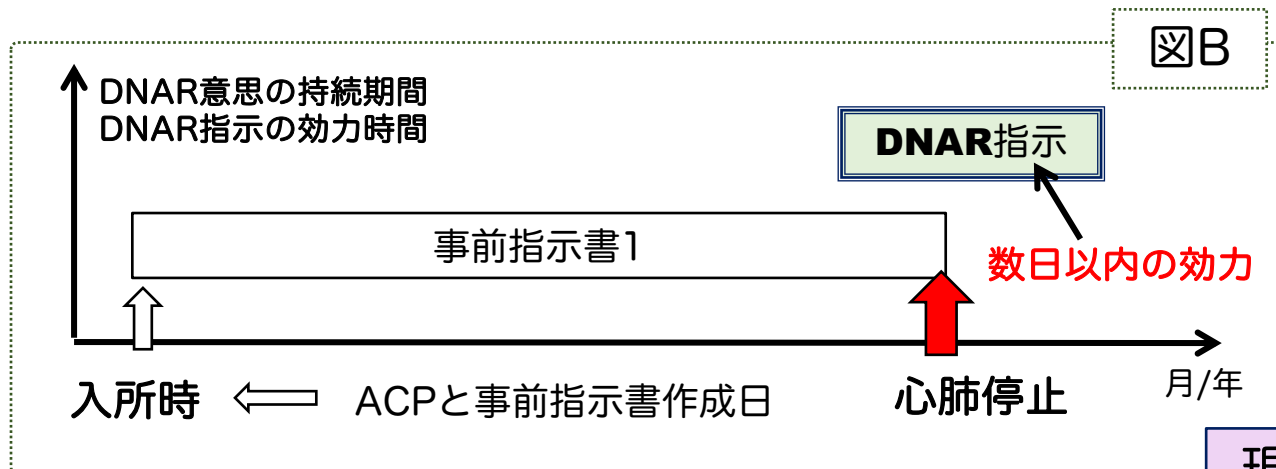 図B
DNAR意思の持続期間
DNAR指示の効力時間
DNAR指示
事前指示書1
数日以内の効力
入所時
ACPと事前指示書作成日
心肺停止
月/年